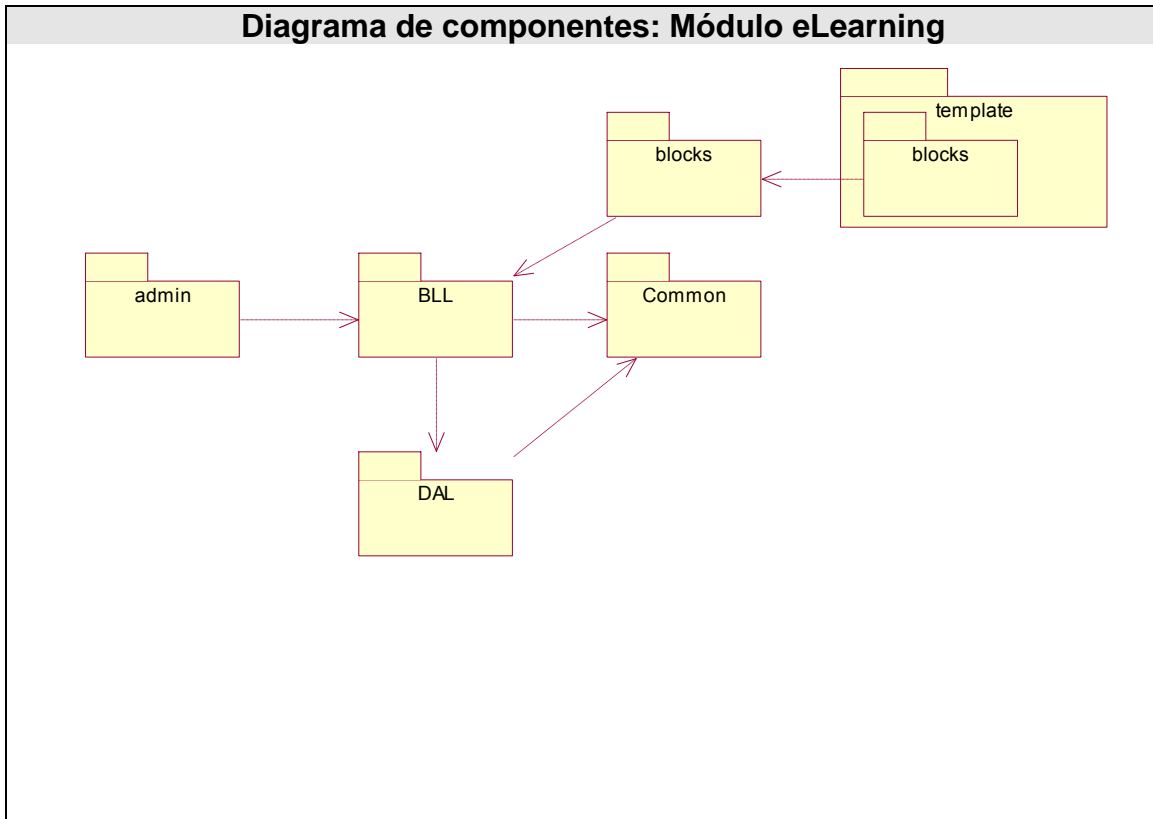 Diagrama de componentes: Módulo eLearning
template
blocks
blocks
admin
BLL
Common
DAL